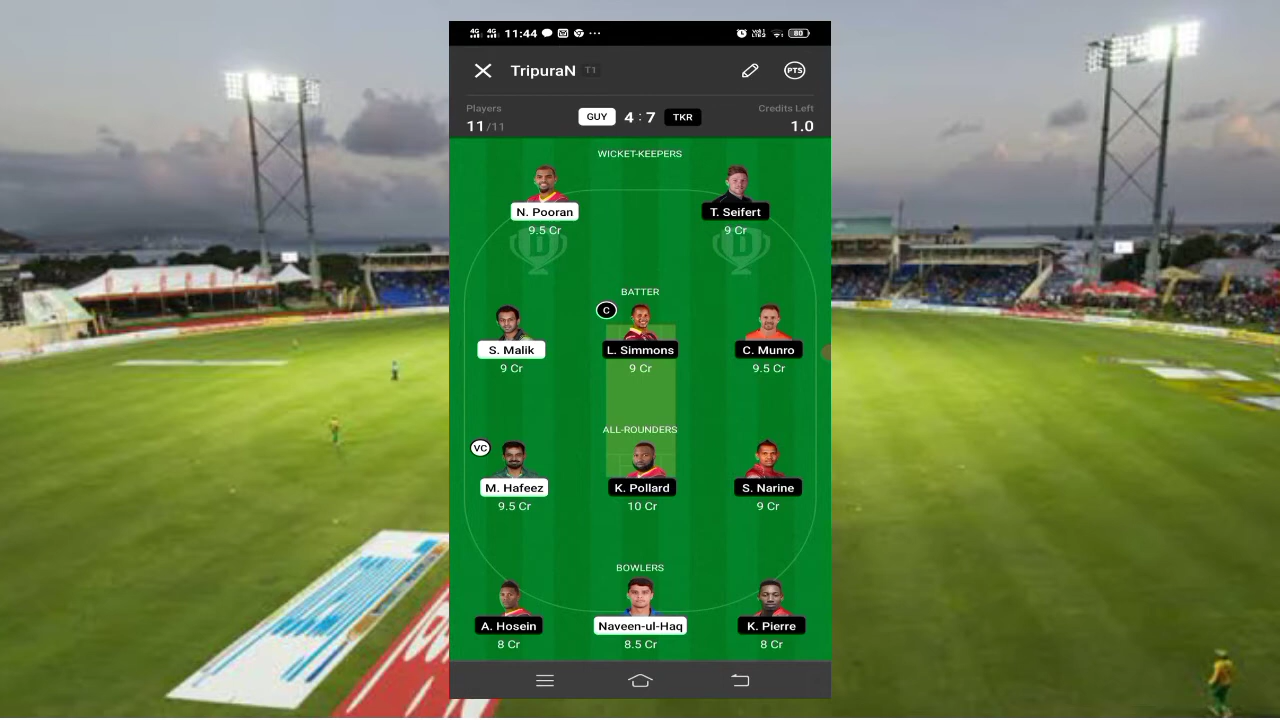 4G 4G 11:44 80
TripuraN T1 PTS
Players Credits Left
11/11 GUY 4 : 7 TKR 1.0
WICKET-KEEPERS
N. Pooran T. Seifert
9.5 Cr 9 Cr
BATTER
C
S. Malik L. Simmons C. Munro
9 Cr 9 Cr 9.5 Cr
ALL-ROUNDERS
VC
M. Hafeez K. Pollard S. Narine
9.5 Cr 10 Cr 9 Cr
BOWLERS
A. Hosein Naveen-ul-Haq K. Pierre
8 Cr 8.5 Cr 8 Cr